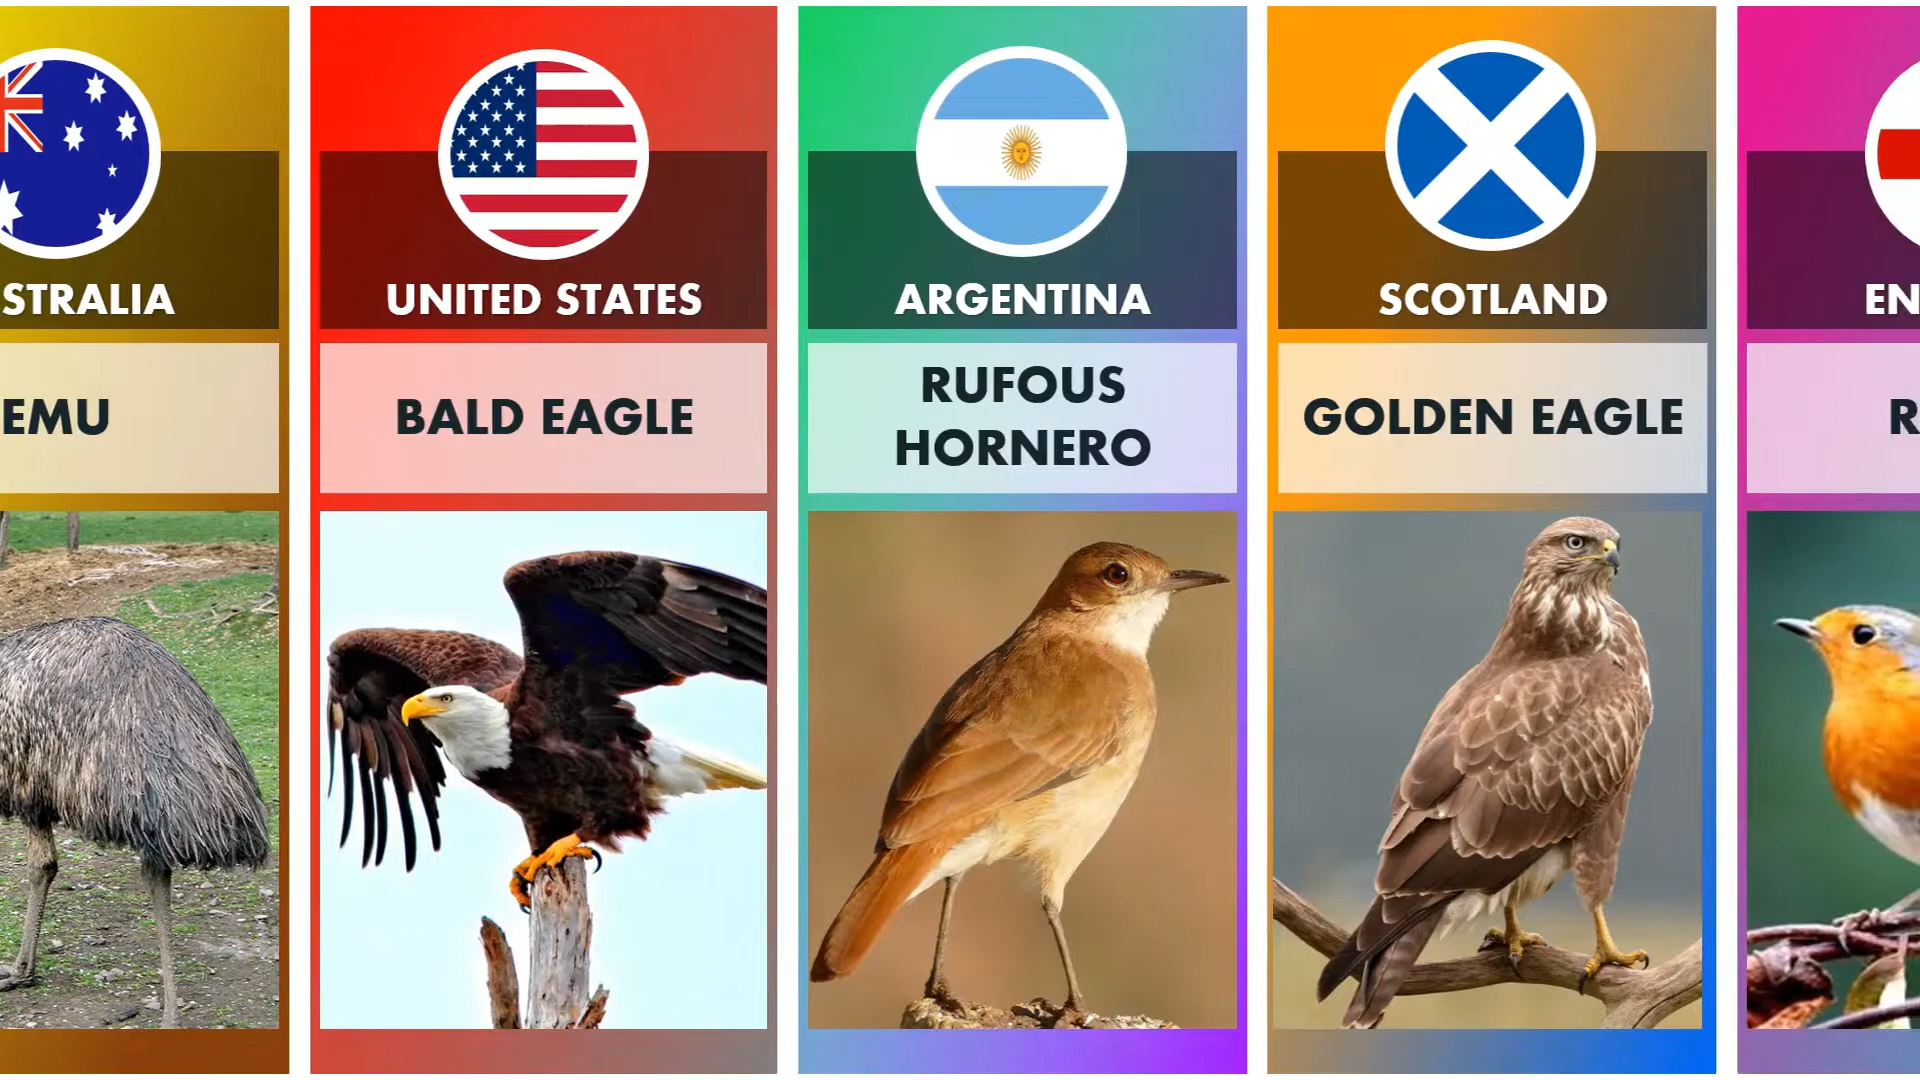 STRALIA
EMU
UNITED STATES
BALD EAGLE
ARGENTINA
RUFOUS
HORNERO
SCOTLAND
GOLDEN EAGLE
EN
R